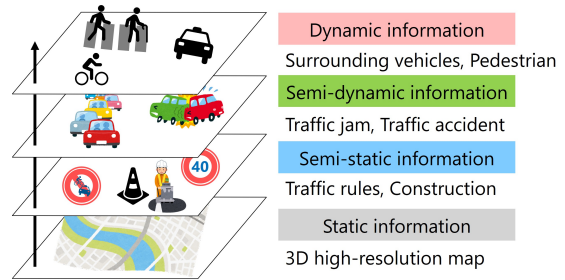 Dynamic information
Surrounding vehicles, Pedestrian
Semi-dynamic information
Traffic jam, Traffic accident
40
Semi-static information
Traffic rules, Construction
Static information
3D high-resolution map